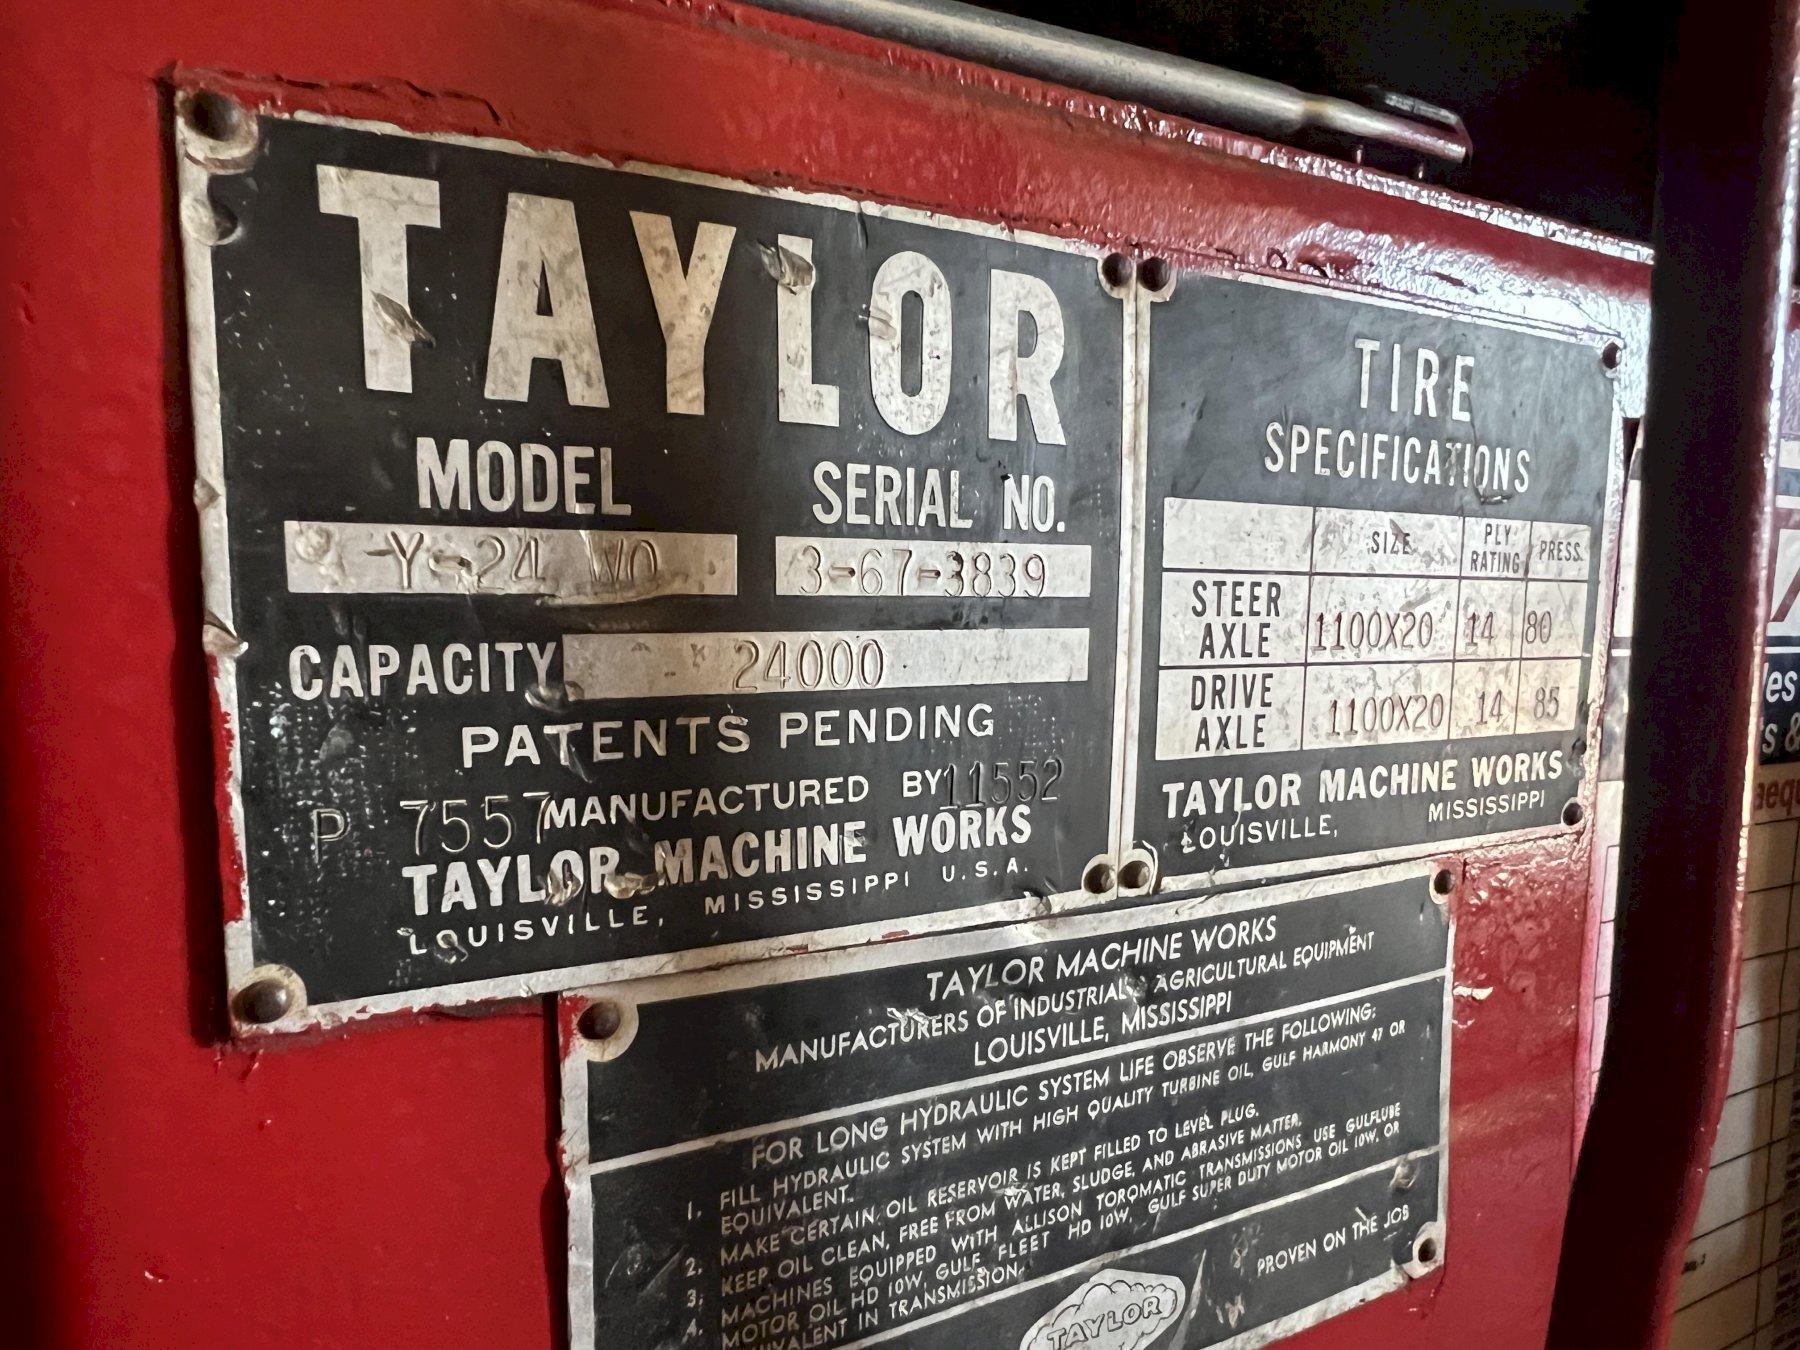 TAYLOR
MODEL
SERIAL NO.
Y-24 WO
3-67-3839
CAPACITY 24000
PATENTS PENDING
P 7557 MANUFACTURED BY 11552
TAYLOR MACHINE WORKS
LOUISVILLE, MISSISSIPPI U.S.A.
TIRE
SPECIFICATIONS
SIZE PLY RATING PRESS.
STEER AXLE 1100X20 14 80
DRIVE AXLE 1100X20 14 85
TAYLOR MACHINE WORKS
LOUISVILLE, MISSISSIPPI
TAYLOR MACHINE WORKS
MANUFACTURERS OF INDUSTRIAL, AGRICULTURAL EQUIPMENT
LOUISVILLE, MISSISSIPPI
FOR LONG HYDRAULIC SYSTEM LIFE OBSERVE THE FOLLOWING:
1. FILL HYDRAULIC SYSTEM WITH HIGH QUALITY TURBINE OIL, GULF HARMONY 47 OR
EQUIVALENT.
2. MAKE CERTAIN OIL RESERVOIR IS KEPT FILLED TO LEVEL PLUG.
3. KEEP OIL CLEAN, FREE FROM WATER, SLUDGE, AND ABRASIVE MATTER.
4. MACHINES EQUIPPED WITH ALLISON TORQMATIC TRANSMISSIONS USE GULFLUBE
MOTOR OIL HD 10W, GULF FLEET HD 10W, GULF SUPER DUTY MOTOR OIL 10W, OR
EQUIVALENT IN TRANSMISSION.
PROVEN ON THE JOB
TAYLOR